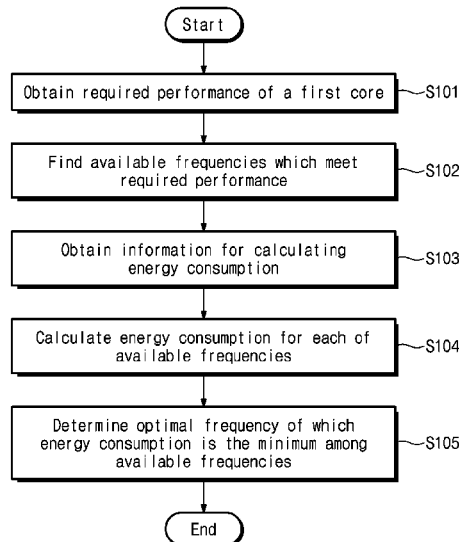 Start
Obtain required performance of a first core
S101
Find available frequencies which meet
required performance
S102
Obtain information for calculating
energy consumption
S103
Calculate energy consumption for each of
available frequencies
S104
Determine optimal frequency of which
energy consumption is the minimum among
available frequencies
S105
End